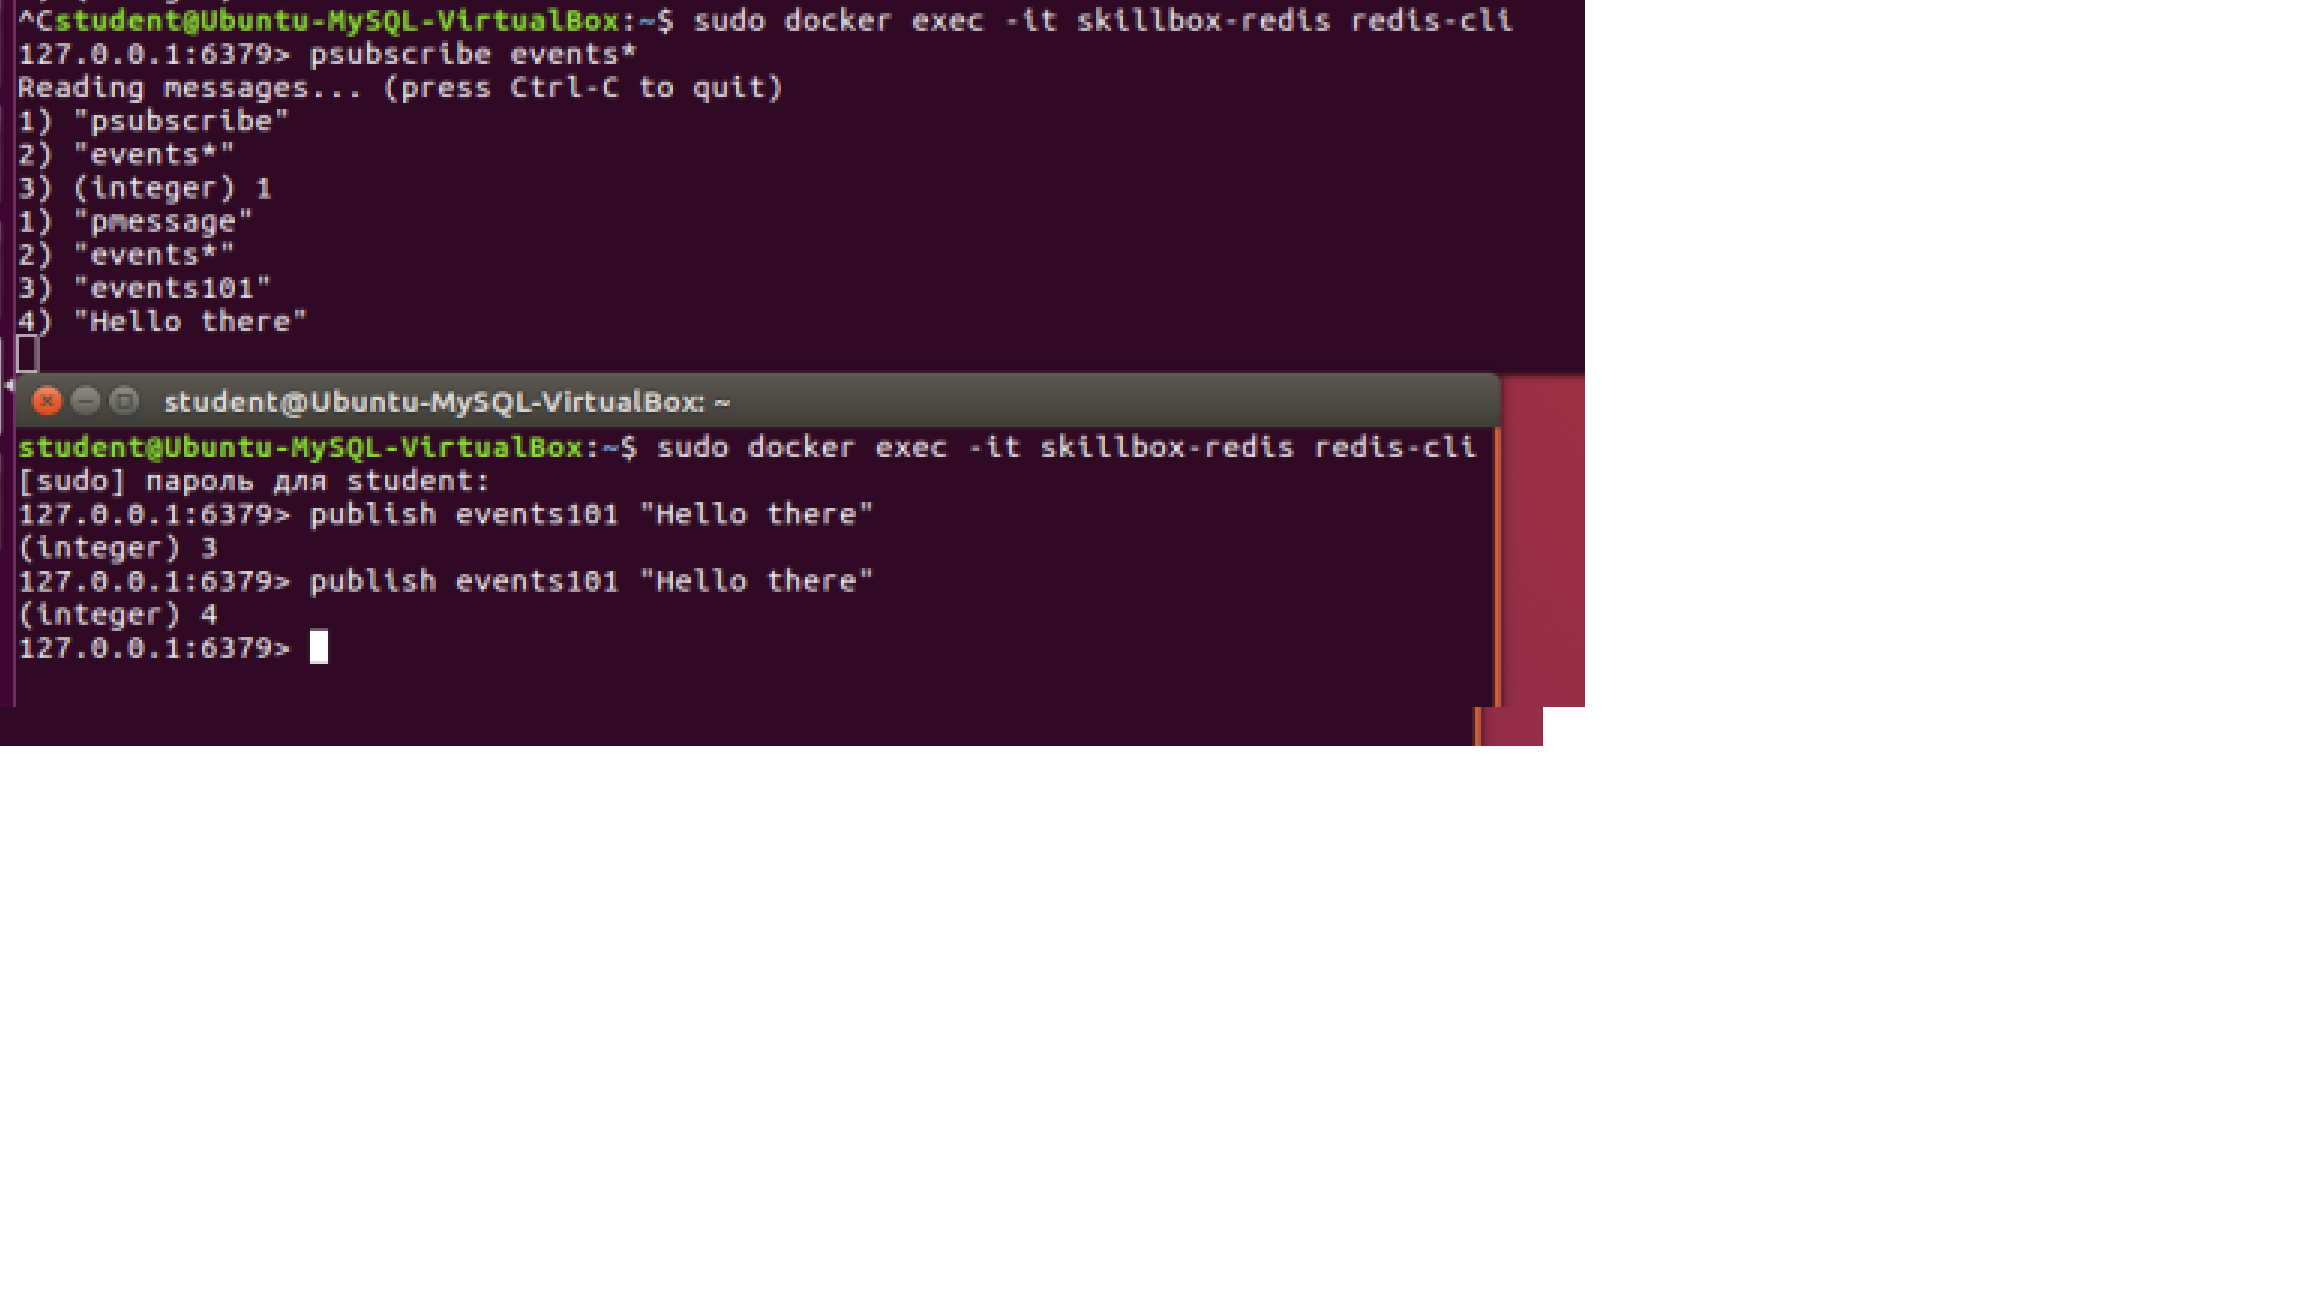 ^Cstudent@Ubuntu-MySQL-VirtualBox:~$ sudo docker exec -it skillbox-redis redis-cli
127.0.0.1:6379> psubscribe events*
Reading messages... (press Ctrl-C to quit)
1) "psubscribe"
2) "events*"
3) (integer) 1
1) "pmessage"
2) "events*"
3) "events101"
4) "Hello there"
student@Ubuntu-MySQL-VirtualBox: ~
student@Ubuntu-MySQL-VirtualBox:~$ sudo docker exec -it skillbox-redis redis-cli
[sudo] пароль для student:
127.0.0.1:6379> publish events101 "Hello there"
(integer) 3
127.0.0.1:6379> publish events101 "Hello there"
(integer) 4
127.0.0.1:6379>